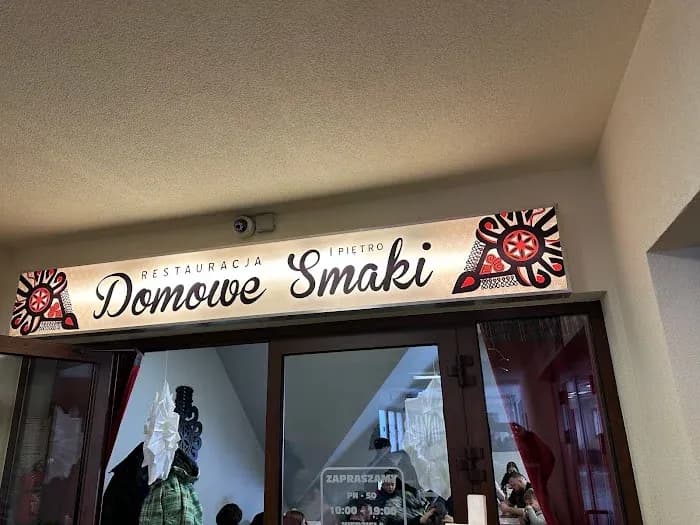 RESTAURACJA I PIĘTRO
Domowe Smaki
ZAPRASZAMY
PN - SO
10:00 - 19:00